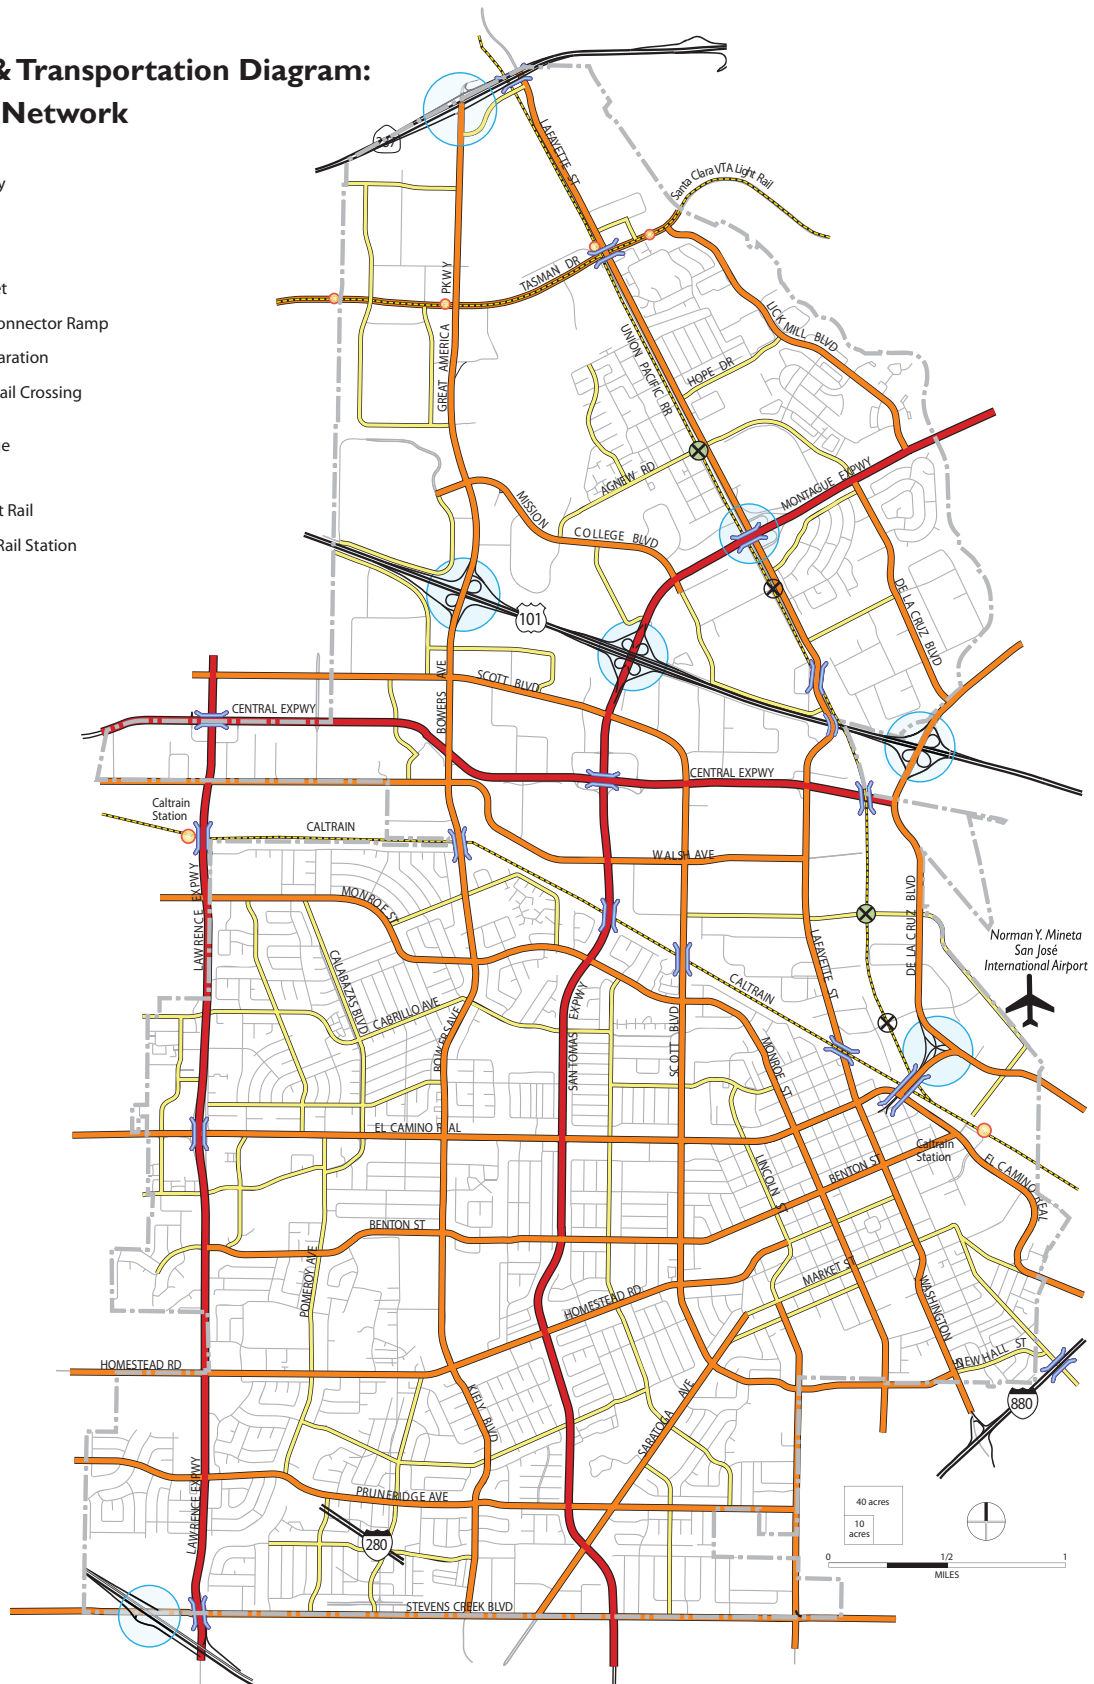 & Transportation Diagram:
Network
y
et
onnector Ramp
aration
ail Crossing
ge
t Rail
Rail Station
237
LAFAYETTE ST
Santa Clara VTA Light Rail
TASMAN DR
GREAT AMERICA PKWY
UNION PACIFIC RR
LICK MILL BLVD
HOPE DR
AGNEW RD
MONTAGUE EXPWY
MISSION
COLLEGE BLVD
101
DE LA CRUZ BLVD
SCOTT BLVD
BOWERS AVE
CENTRAL EXPWY
CENTRAL EXPWY
Caltrain
Station
CALTRAIN
WALSH AVE
LAWRENCE EXPWY
MONROE ST
DE LA CRUZ BLVD
LAFAYETTE ST
Norman Y. Mineta
San José
International Airport
CALABAZAS BLVD
CABRILLO AVE
CALTRAIN
BOWERS AVE
SAN TOMAS EXPWY
SCOTT BLVD
MONROE ST
EL CAMINO REAL
Caltrain
Station
LINCOLN ST
BENTON ST
EL CAMINO REAL
BENTON ST
POMEROY AVE
MARKET ST
HOMESTEAD RD
WASHINGTON
NEWHALL ST
HOMESTEAD RD
KIELY BLVD
SARATOGA AVE
880
LAWRENCE EXPWY
PRUNERIDGE AVE
40 acres
10
acres
280
0 1/2 1
MILES
STEVENS CREEK BLVD